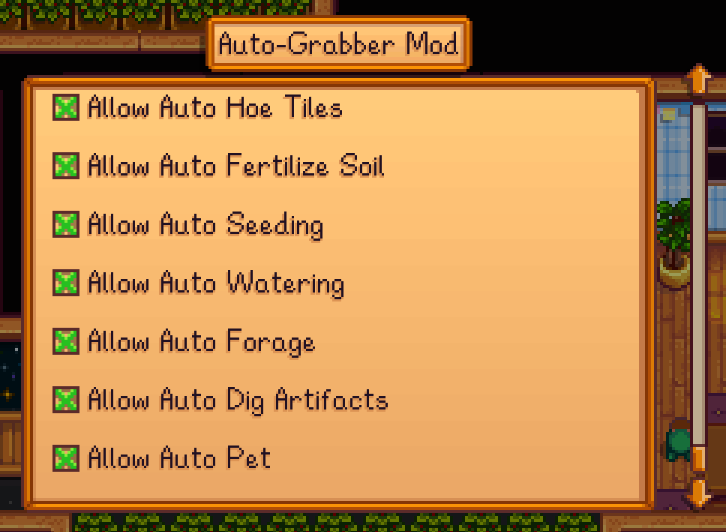 Auto-Grabber Mod
Allow Auto Hoe Tiles
Allow Auto Fertilize Soil
Allow Auto Seeding
Allow Auto Watering
Allow Auto Forage
Allow Auto Dig Artifacts
Allow Auto Pet